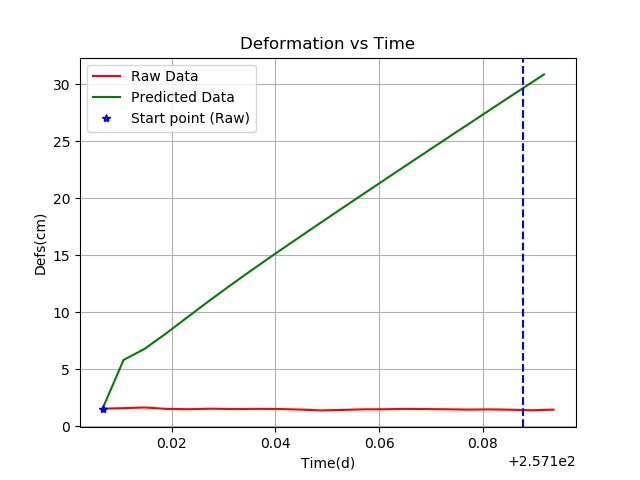 Deformation vs Time
Raw Data
Predicted Data
Start point (Raw)
30
25
20
15
10
5
0
Defs(cm)
0.02 0.04 0.06 0.08
Time(d)
+2.571e2